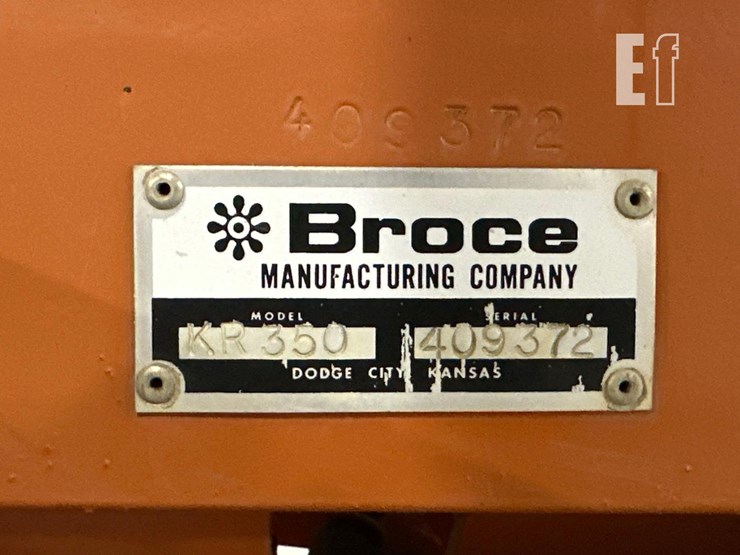 Ef
409372
Broce
MANUFACTURING COMPANY
MODEL SERIAL
KR 350 409372
DODGE CITY KANSAS